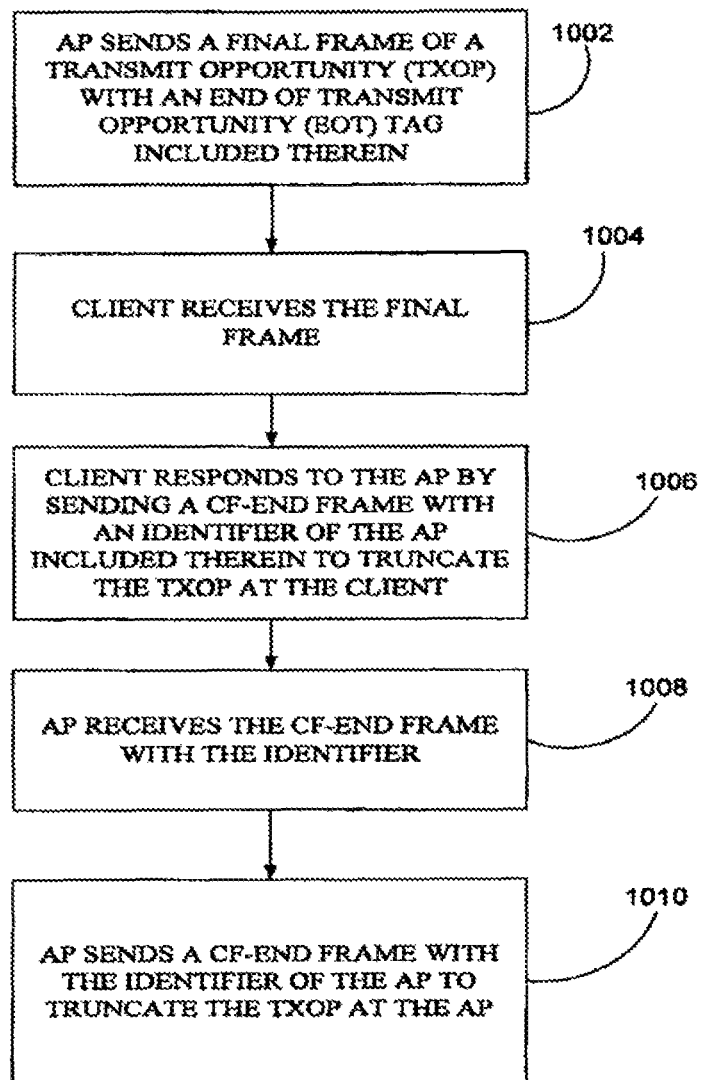 AP SENDS A FINAL FRAME OF A
TRANSMIT OPPORTUNITY (TXOP)
WITH AN END OF TRANSMIT
OPPORTUNITY (EOT) TAG
INCLUDED THEREIN
1002
CLIENT RECEIVES THE FINAL
FRAME
1004
CLIENT RESPONDS TO THE AP BY
SENDING A CF-END FRAME WITH
AN IDENTIFIER OF THE AP
INCLUDED THEREIN TO TRUNCATE
THE TXOP AT THE CLIENT
1006
AP RECEIVES THE CF-END FRAME
WITH THE IDENTIFIER
1008
AP SENDS A CF-END FRAME WITH
THE IDENTIFIER OF THE AP TO
TRUNCATE THE TXOP AT THE AP
1010